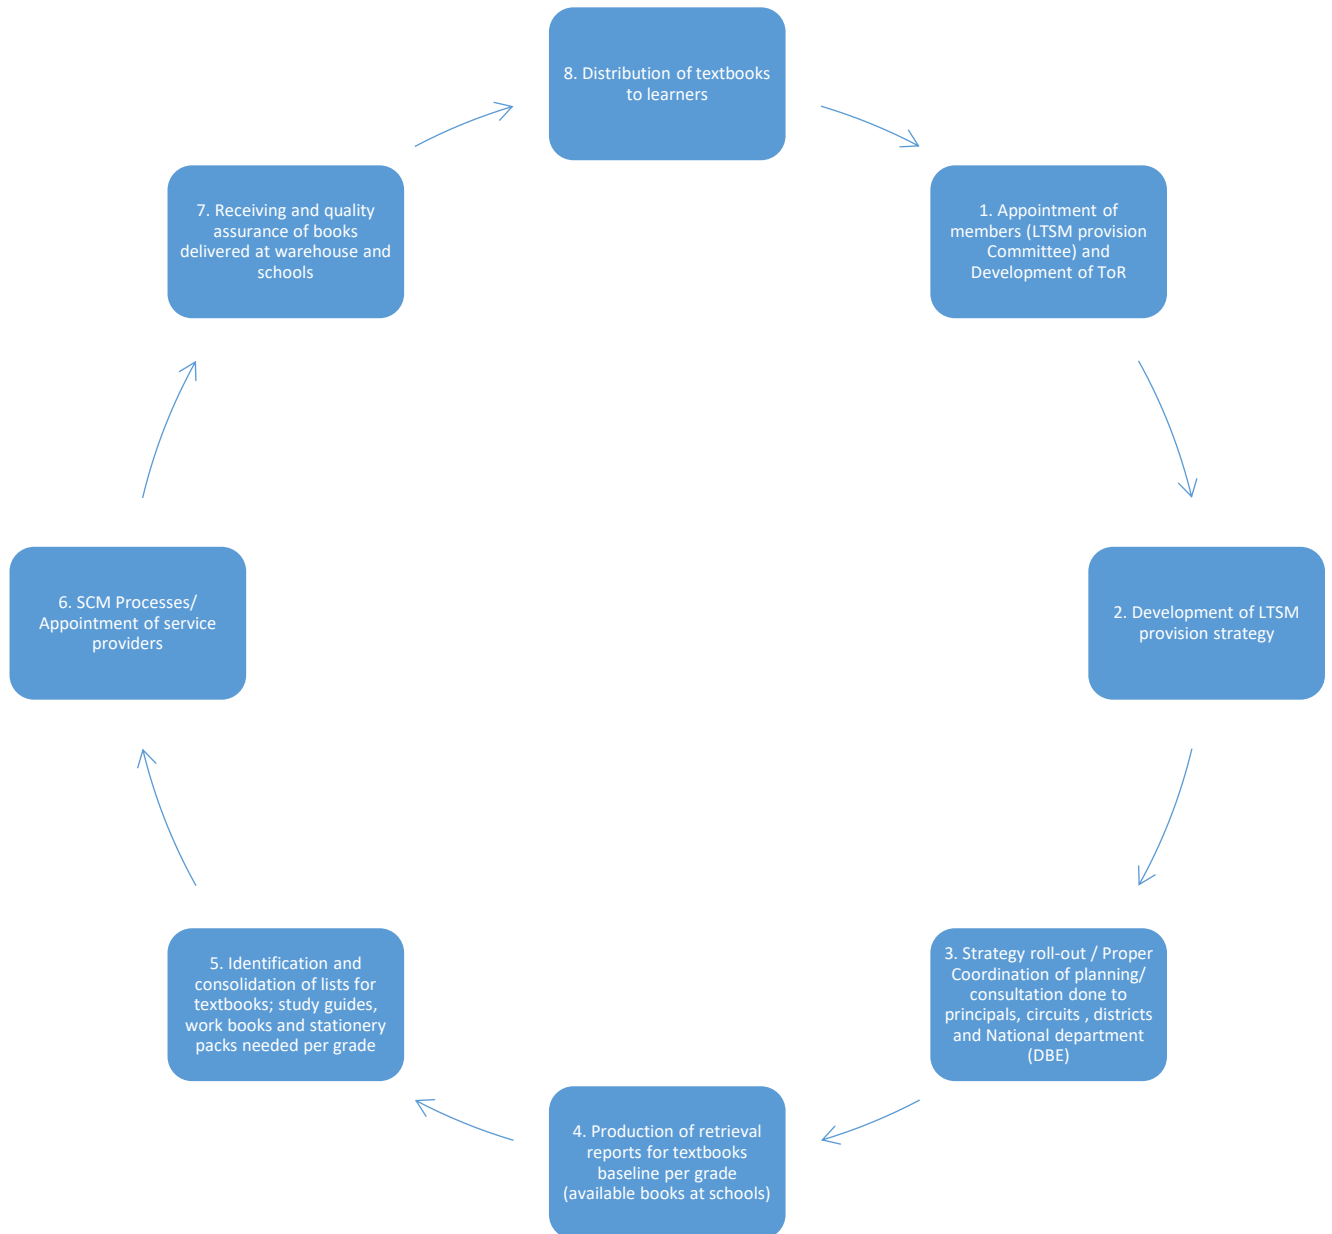 8. Distribution of textbooks
to learners
1. Appointment of
members (LTSM provision
Committee) and
Development of ToR
2. Development of LTSM
provision strategy
3. Strategy roll-out / Proper
Coordination of planning/
consultation done to
principals, circuits , districts
and National department
(DBE)
4. Production of retrieval
reports for textbooks
baseline per grade
(available books at schools)
5. Identification and
consolidation of lists for
textbooks; study guides,
work books and stationery
packs needed per grade
6. SCM Processes/
Appointment of service
providers
7. Receiving and quality
assurance of books
delivered at warehouse and
schools